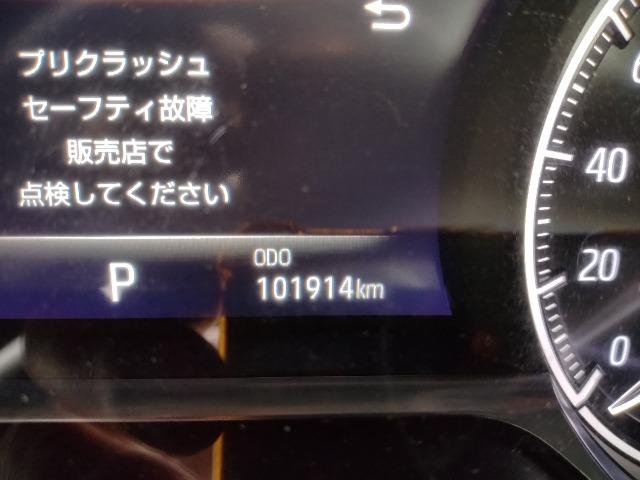 プリクラッシュ
セーフティ故障
販売店で
点検してください
ODO
P 101914km
40
20
0